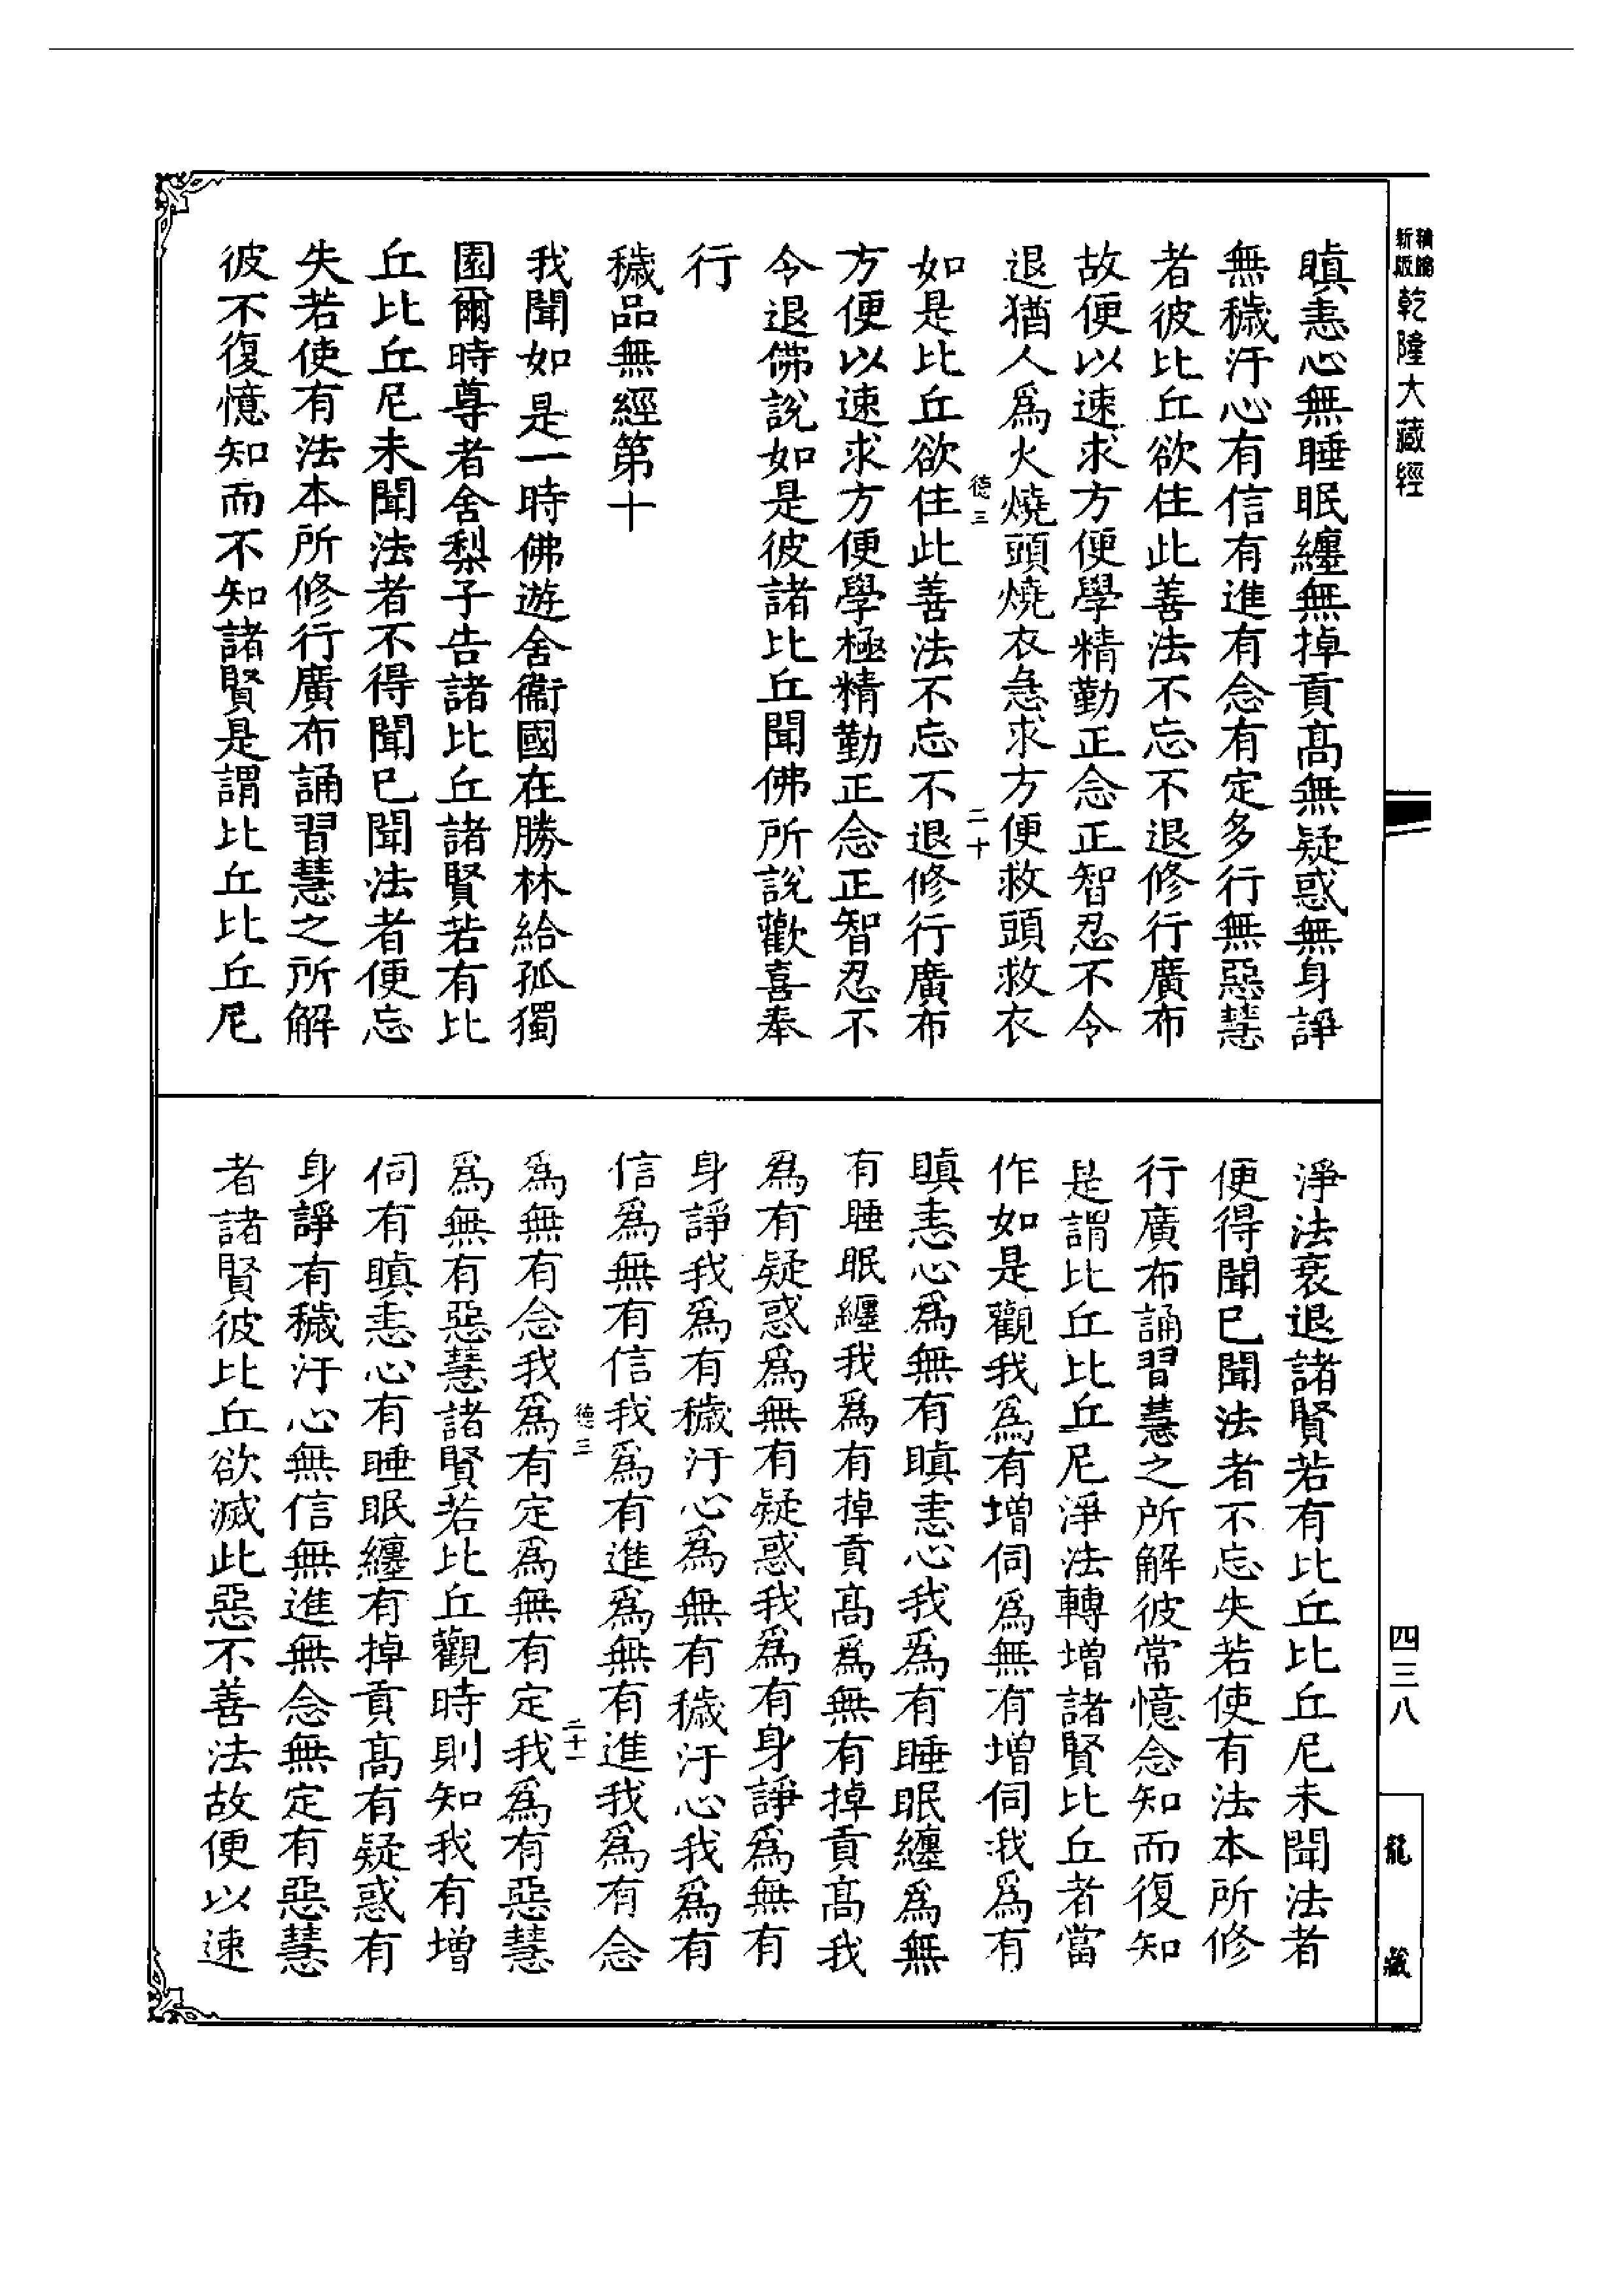 新版精縮乾隆大藏經
四三八
龍藏
瞋恚心無睡眠纏無掉貢髙無疑惑無身諍
無穢汙心有信有進有念有定多行無惡慧
者彼比丘欲住此善法不忘不退修行廣布
故便以速求方便學精勤正念正智忍不令
退猶人爲火燒頭燒衣急求方便救頭救衣
德三 二十
如是比丘欲住此善法不忘不退修行廣布
方便以速求方便學極精勤正念正智忍不
令退佛說如是彼諸比丘聞佛所說歡喜奉
行
穢品無經第十
我聞如是一時佛遊舍衞國在勝林給孤獨
園爾時尊者舍梨子告諸比丘諸賢若有比
丘比丘尼未聞法者不得聞已聞法者便忘
失若使有法本所修行廣布誦習慧之所解
彼不復憶知而不知諸賢是謂比丘比丘尼
淨法衰退諸賢若有比丘比丘尼未聞法者
便得聞已聞法者不忘失若使有法本所修
行廣布誦習慧之所解彼常憶念知而復知
是謂比丘比丘尼淨法轉增諸賢比丘者當
作如是觀我爲有增伺爲無有增伺我爲有
瞋恚心爲無有瞋恚心我爲有睡眠纏爲無
有睡眠纏我爲有掉貢髙爲無有掉貢髙我
爲有疑惑爲無有疑惑我爲有身諍爲無有
身諍我爲有穢汙心爲無有穢汙心我爲有
信爲無有信我爲有進爲無有進我爲有念
德三 二十一
爲無有念我爲有定爲無有定我爲有惡慧
爲無有惡慧諸賢若比丘觀時則知我有增
伺有瞋恚心有睡眠纏有掉貢髙有疑惑有
身諍有穢汙心無信無進無念無定有惡慧
者諸賢彼比丘欲滅此惡不善法故便以速